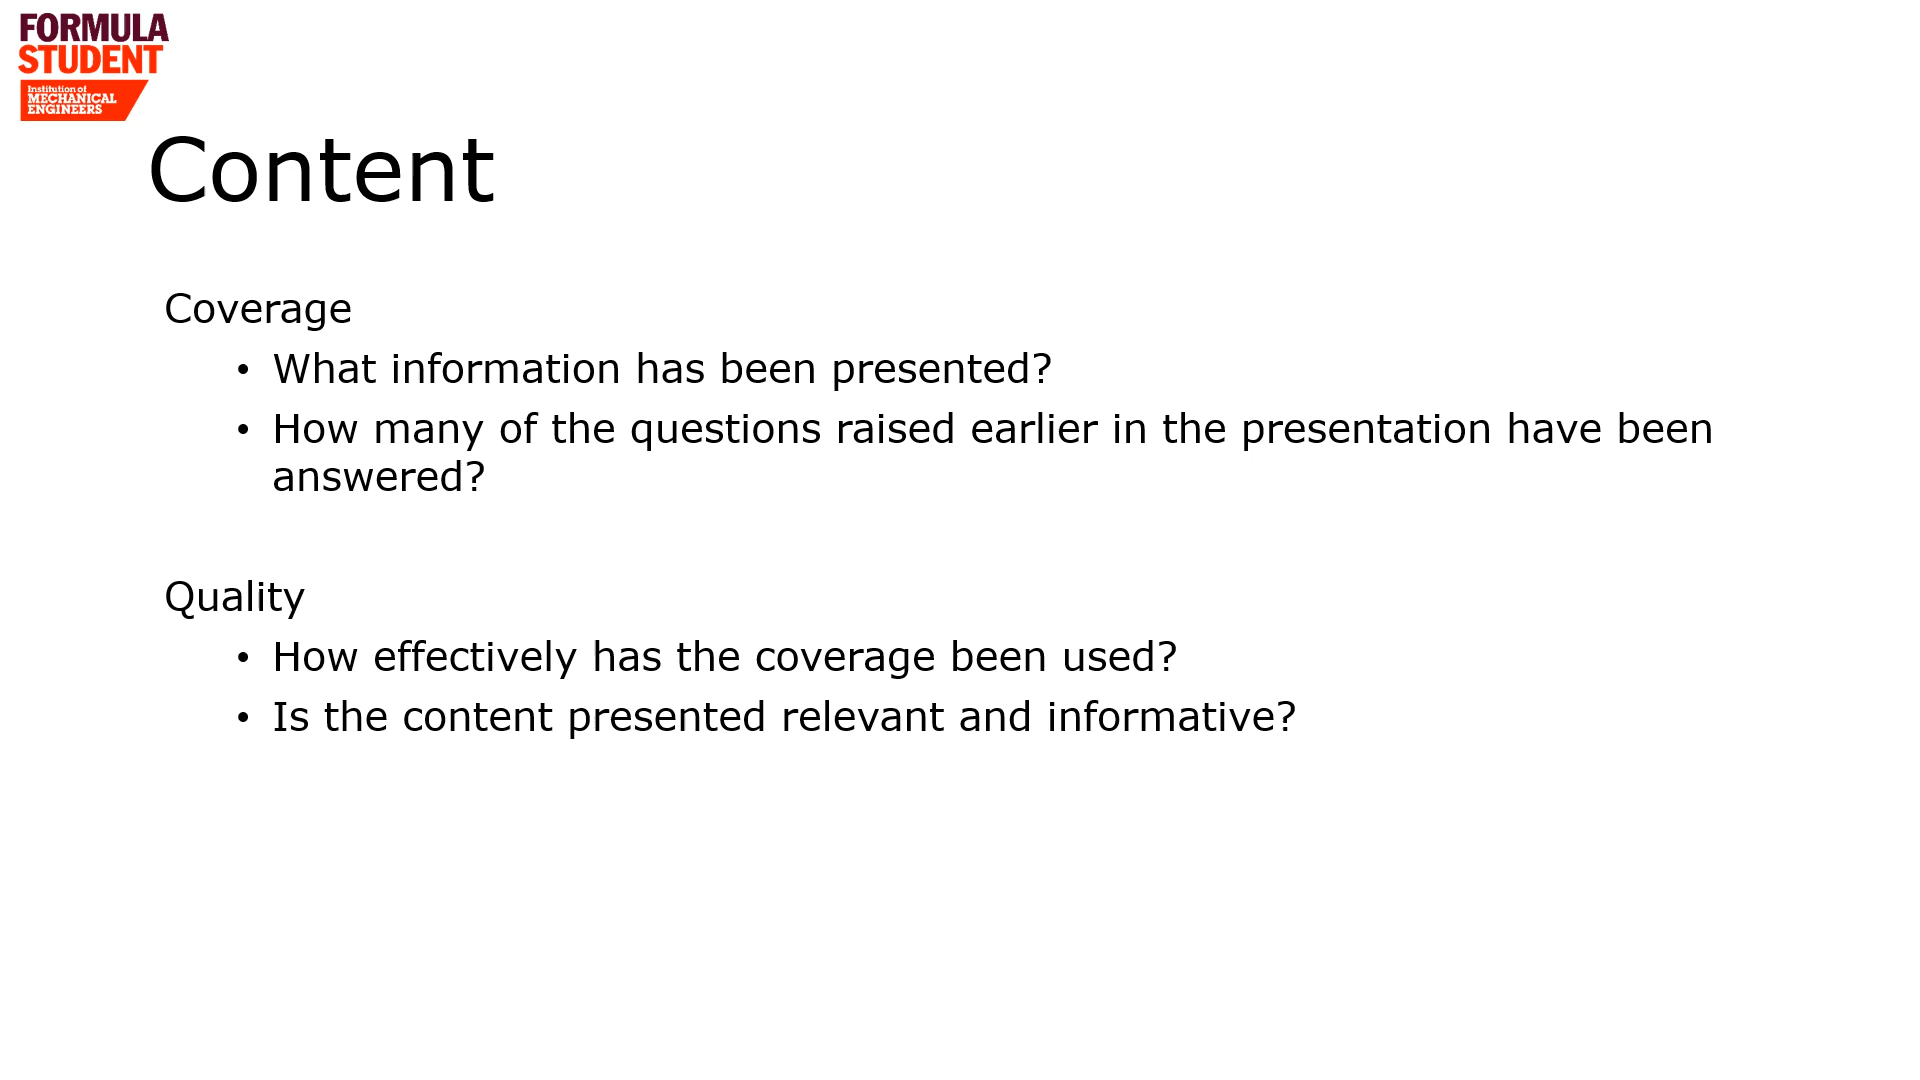 FORMULA
STUDENT
Institution of
MECHANICAL
ENGINEERS
Content
Coverage
• What information has been presented?
• How many of the questions raised earlier in the presentation have been
answered?
Quality
• How effectively has the coverage been used?
• Is the content presented relevant and informative?